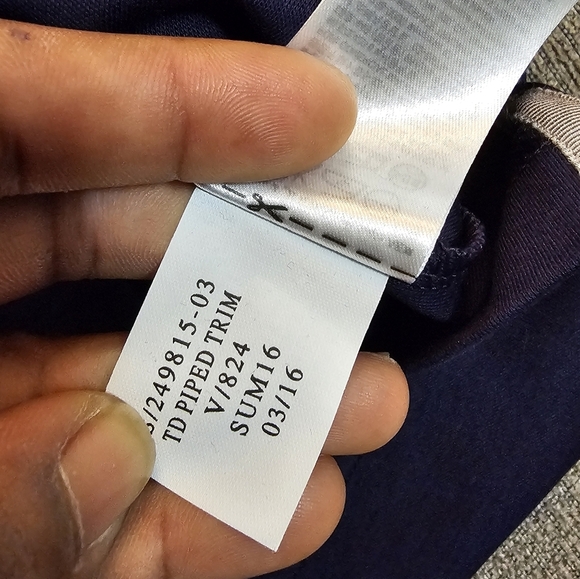 /249815-03
TD PIPED TRIM
V/824
SUM16
03/16